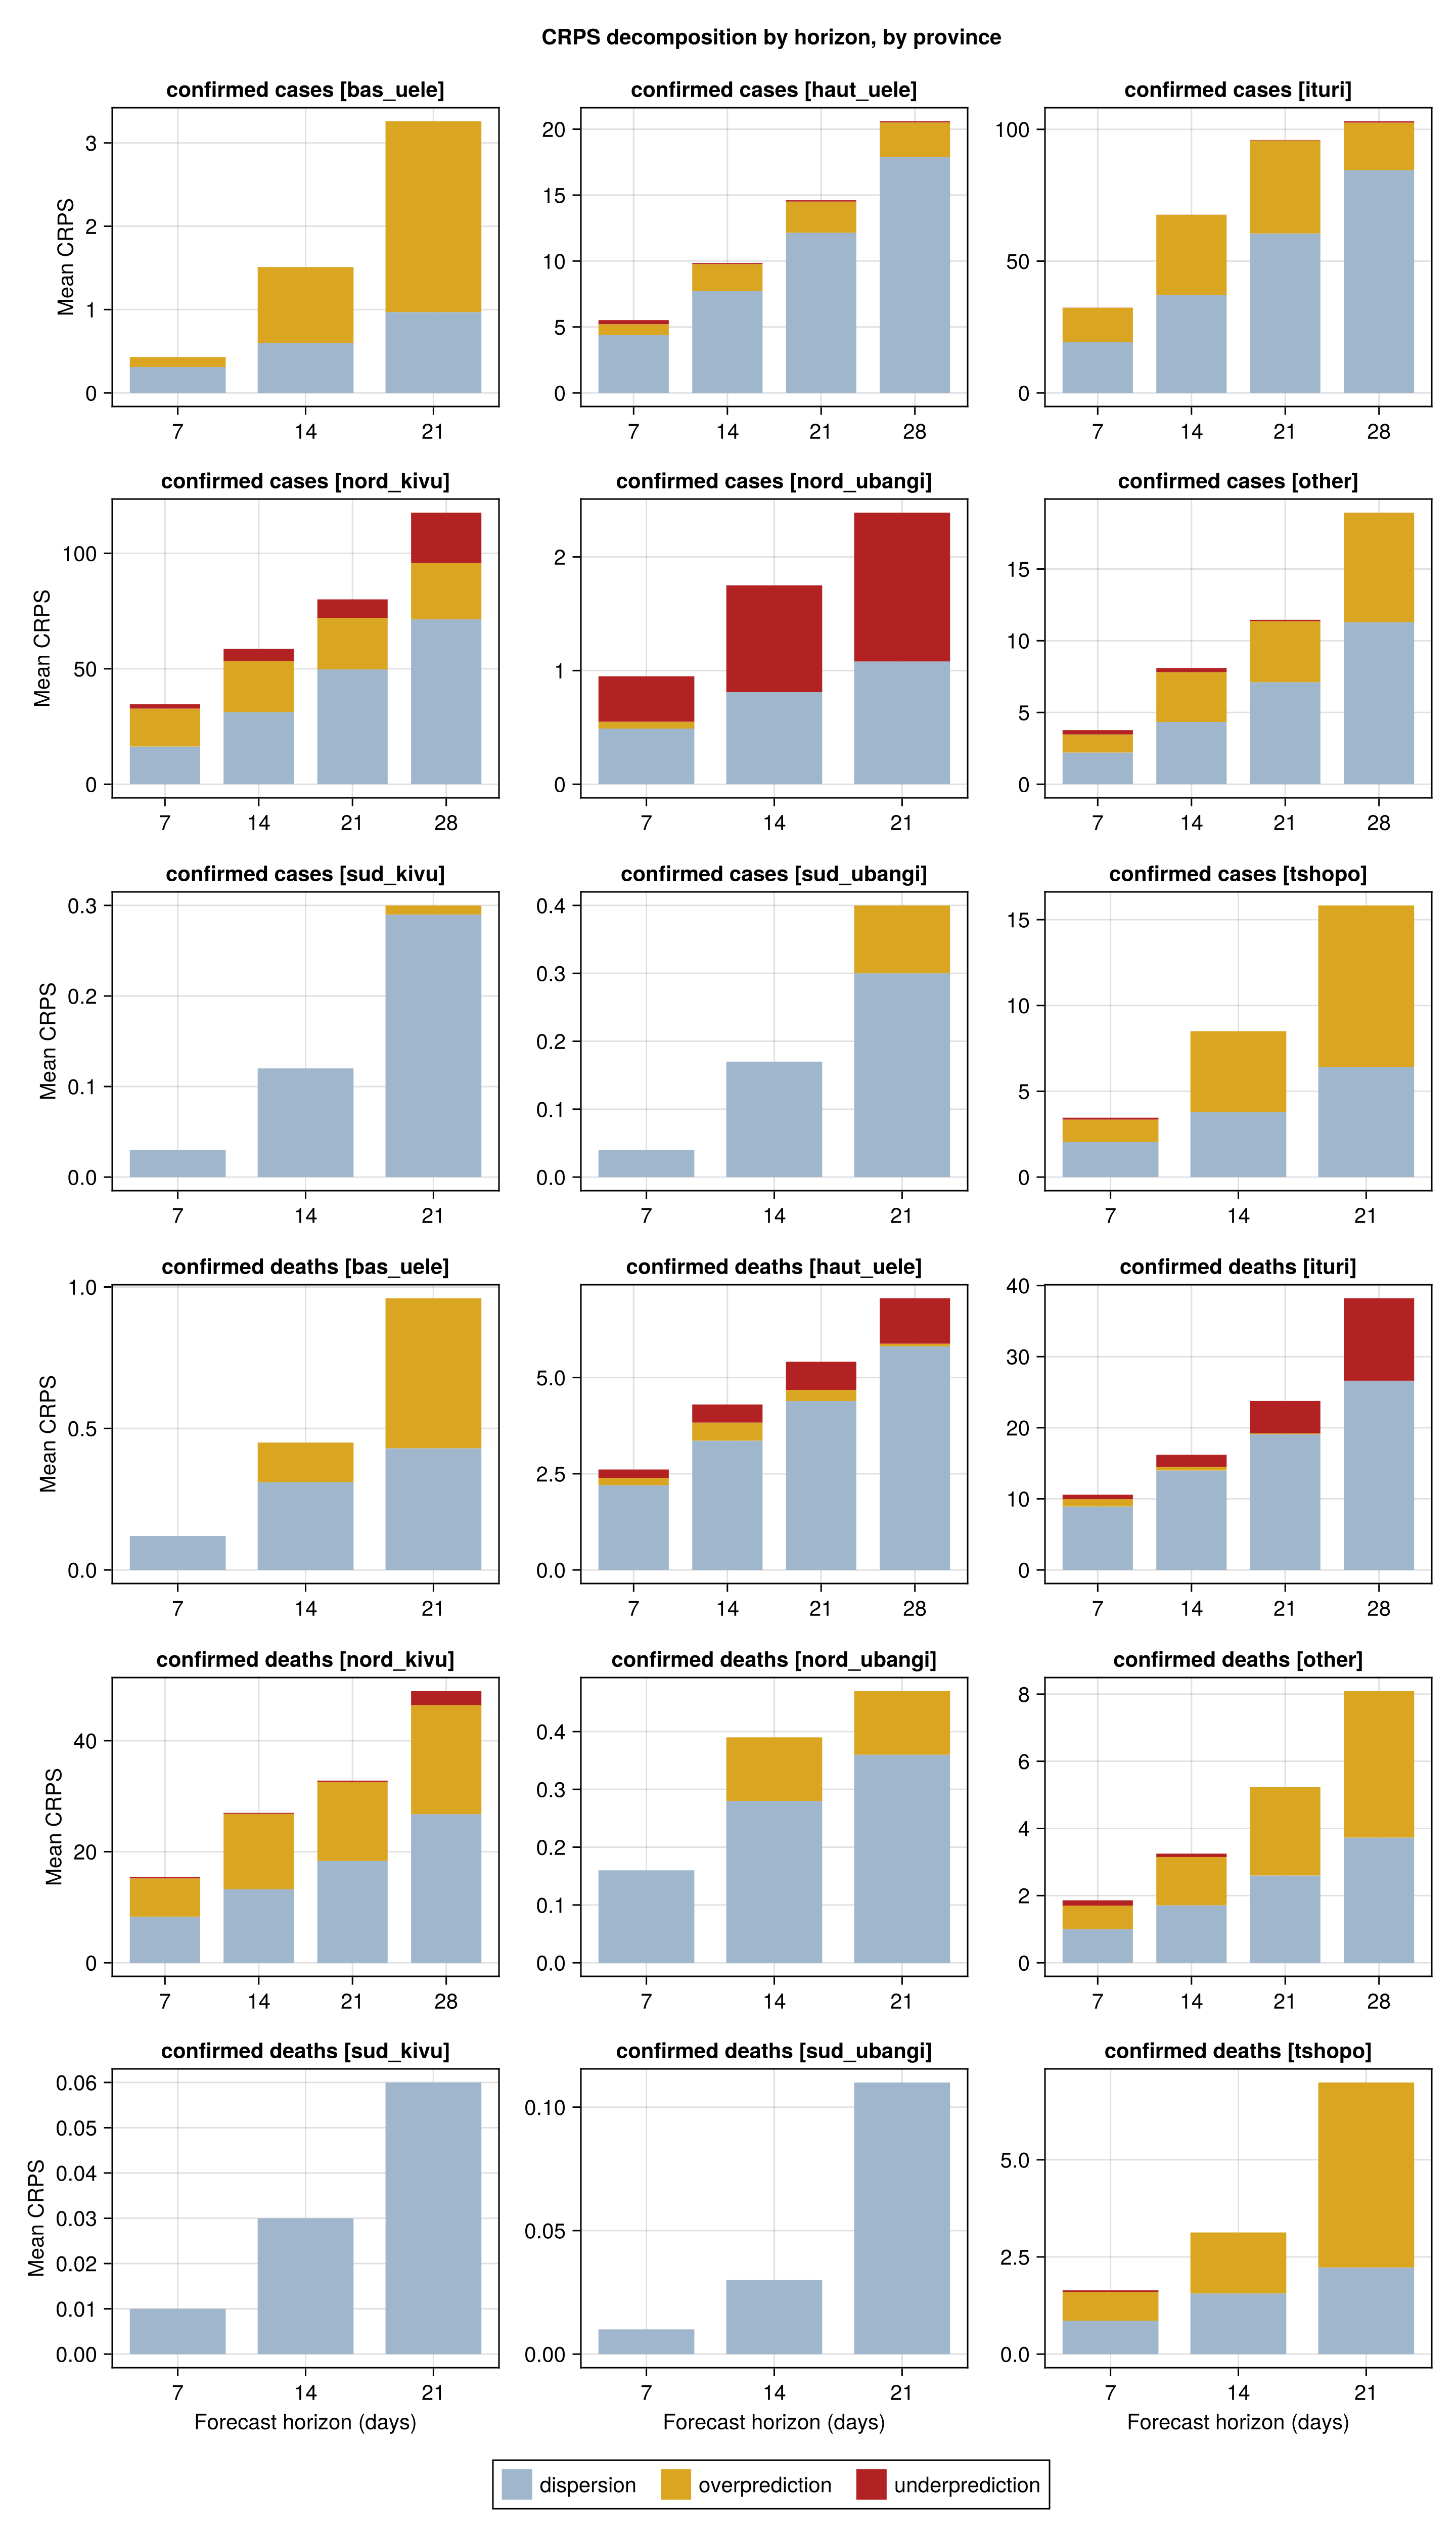 CRPS decomposition by horizon, by province
confirmed cases [bas_uele]
confirmed cases [haut_uele]
confirmed cases [ituri]
Mean CRPS
3
2
1
0
7 14 21
20
15
10
5
0
7 14 21 28
100
50
0
7 14 21 28
confirmed cases [nord_kivu]
confirmed cases [nord_ubangi]
confirmed cases [other]
Mean CRPS
100
50
0
7 14 21 28
2
1
0
7 14 21
15
10
5
0
7 14 21 28
confirmed cases [sud_kivu]
confirmed cases [sud_ubangi]
confirmed cases [tshopo]
Mean CRPS
0.3
0.2
0.1
0.0
7 14 21
0.4
0.3
0.2
0.1
0.0
7 14 21
15
10
5
0
7 14 21
confirmed deaths [bas_uele]
confirmed deaths [haut_uele]
confirmed deaths [ituri]
Mean CRPS
1.0
0.5
0.0
7 14 21
5.0
2.5
0.0
7 14 21 28
40
30
20
10
0
7 14 21 28
confirmed deaths [nord_kivu]
confirmed deaths [nord_ubangi]
confirmed deaths [other]
Mean CRPS
40
20
0
7 14 21 28
0.4
0.3
0.2
0.1
0.0
7 14 21
8
6
4
2
0
7 14 21 28
confirmed deaths [sud_kivu]
confirmed deaths [sud_ubangi]
confirmed deaths [tshopo]
Mean CRPS
0.06
0.05
0.04
0.03
0.02
0.01
0.00
7 14 21
Forecast horizon (days)
0.10
0.05
0.00
7 14 21
Forecast horizon (days)
5.0
2.5
0.0
7 14 21
Forecast horizon (days)
dispersion overprediction underprediction